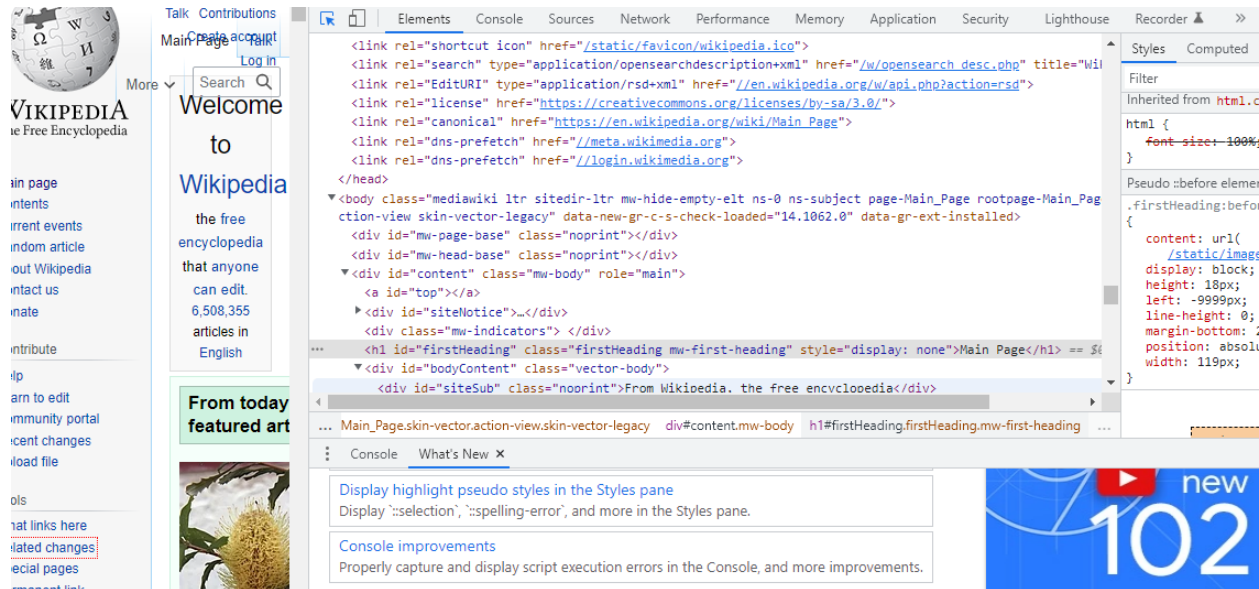 Talk Contributions
Create account
Main Page Talk
Log in
More
Search
WIKIPEDIA
he Free Encyclopedia
ain page
ontents
urrent events
andom article
bout Wikipedia
ontact us
onate
ontribute
elp
earn to edit
ommunity portal
ecent changes
pload file
ools
hat links here
elated changes
pecial pages
ermanent link
Welcome
to
Wikipedia
the free
encyclopedia
that anyone
can edit.
6,508,355
articles in
English
From today
featured art
Elements Console Sources Network Performance Memory Application Security Lighthouse Recorder
<link rel="shortcut icon" href="/static/favicon/wikipedia.ico">
<link rel="search" type="application/opensearchdescription+xml" href="/w/opensearch_desc.php" title="Wi
<link rel="EditURI" type="application/rsd+xml" href="//en.wikipedia.org/w/api.php?action=rsd">
<link rel="license" href="https://creativecommons.org/licenses/by-sa/3.0/">
<link rel="canonical" href="https://en.wikipedia.org/wiki/Main_Page">
<link rel="dns-prefetch" href="//meta.wikimedia.org">
<link rel="dns-prefetch" href="//login.wikimedia.org">
</head>
<body class="mediawiki ltr sitedir-ltr mw-hide-empty-elt ns-0 ns-subject page-Main_Page rootpage-Main_Pag
ction-view skin-vector-legacy" data-new-gr-c-s-check-loaded="14.1062.0" data-gr-ext-installed>
<div id="mw-page-base" class="noprint"></div>
<div id="mw-head-base" class="noprint"></div>
<div id="content" class="mw-body" role="main">
<a id="top"></a>
<div id="siteNotice">…</div>
<div class="mw-indicators"> </div>
<h1 id="firstHeading" class="firstHeading mw-first-heading" style="display: none">Main Page</h1> == $
<div id="bodyContent" class="vector-body">
<div id="siteSub" class="noprint">From Wikipedia, the free encyclopedia</div>
... Main_Page.skin-vector.action-view.skin-vector-legacy div#content.mw-body h1#firstHeading.firstHeading.mw-first-heading ...
Styles Computed
Filter
Inherited from html.c
html {
font-size: 100%;
}
Pseudo ::before eleme
.firstHeading:befo
{
content: url(
/static/image
display: block;
height: 18px;
left: -9999px;
line-height: 0;
margin-bottom: 2
position: absolu
width: 119px;
}
Console What's New
Display highlight pseudo styles in the Styles pane
Display `::selection`, `::spelling-error`, and more in the Styles pane.
Console improvements
Properly capture and display script execution errors in the Console, and more improvements.
new
102